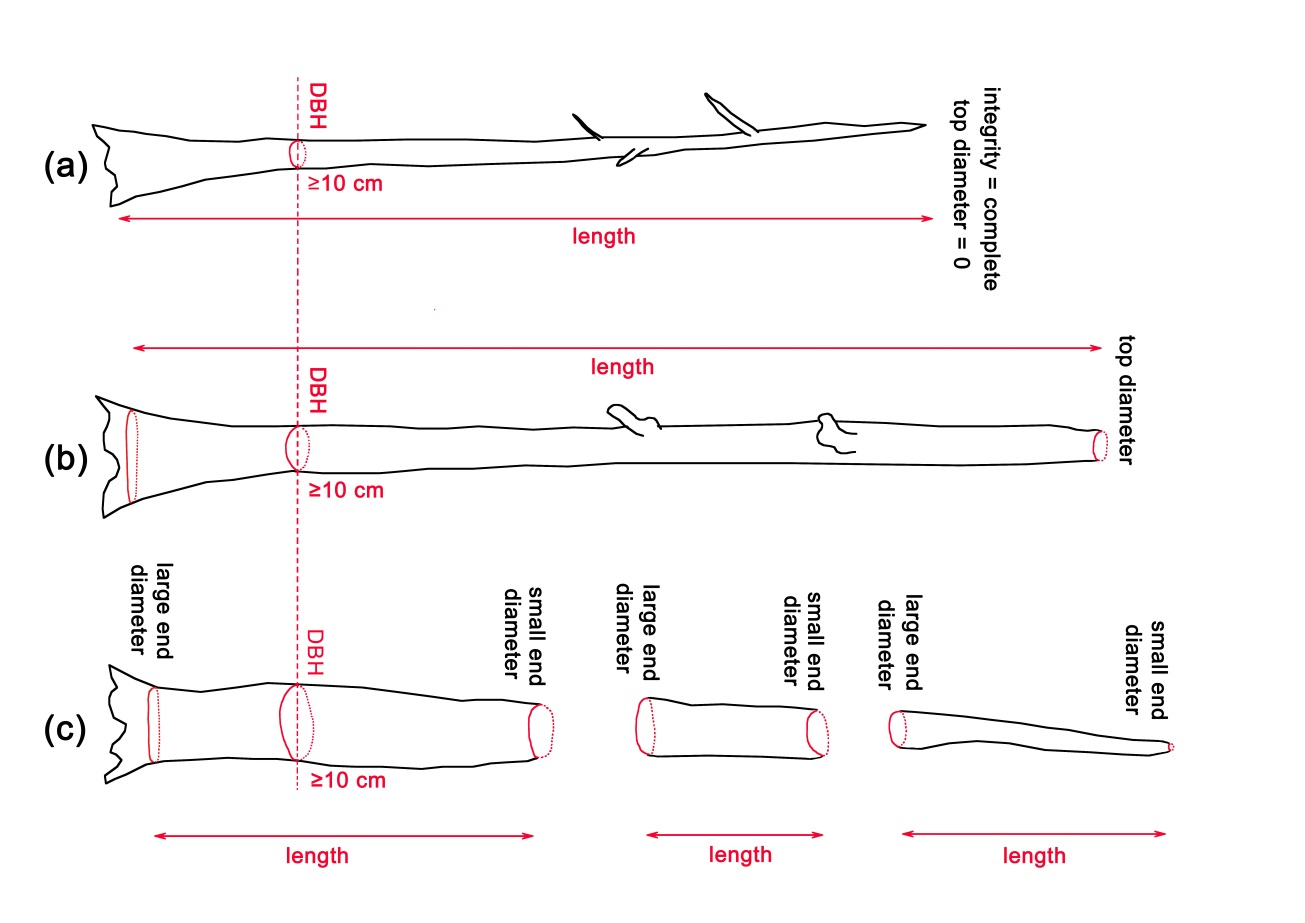 (a)
DBH
≥10 cm
length
integrity = complete
top diameter = 0
length
top diameter
(b)
DBH
≥10 cm
large end
diameter
small end
diameter
large end
diameter
small end
diameter
large end
diameter
small end
diameter
(c)
DBH
≥10 cm
length
length
length